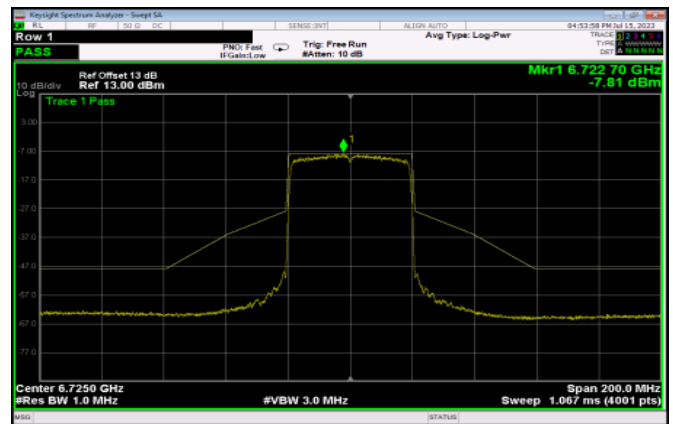 Keysight Spectrum Analyzer - Swept SA
RL RF 50 Ω DC SENSE:INT ALIGN AUTO 04:53:58 PM Jul 15, 2023
Row 1
PASS
PNO: Fast
IFGain:Low
Trig: Free Run
#Atten: 10 dB
Avg Type: Log-Pwr
TRACE 1 2 3 4 5 6
TYPE A WWWWW
DET A N N N N N
Mkr1 6.722 70 GHz
-7.81 dBm
Ref Offset 13 dB
10 dB/div Ref 13.00 dBm
Log
Trace 1 Pass
1
3.00
-7.00
-17.0
-27.0
-37.0
-47.0
-57.0
-67.0
-77.0
Center 6.7250 GHz Span 200.0 MHz
#Res BW 1.0 MHz #VBW 3.0 MHz Sweep 1.067 ms (4001 pts)
MSG STATUS